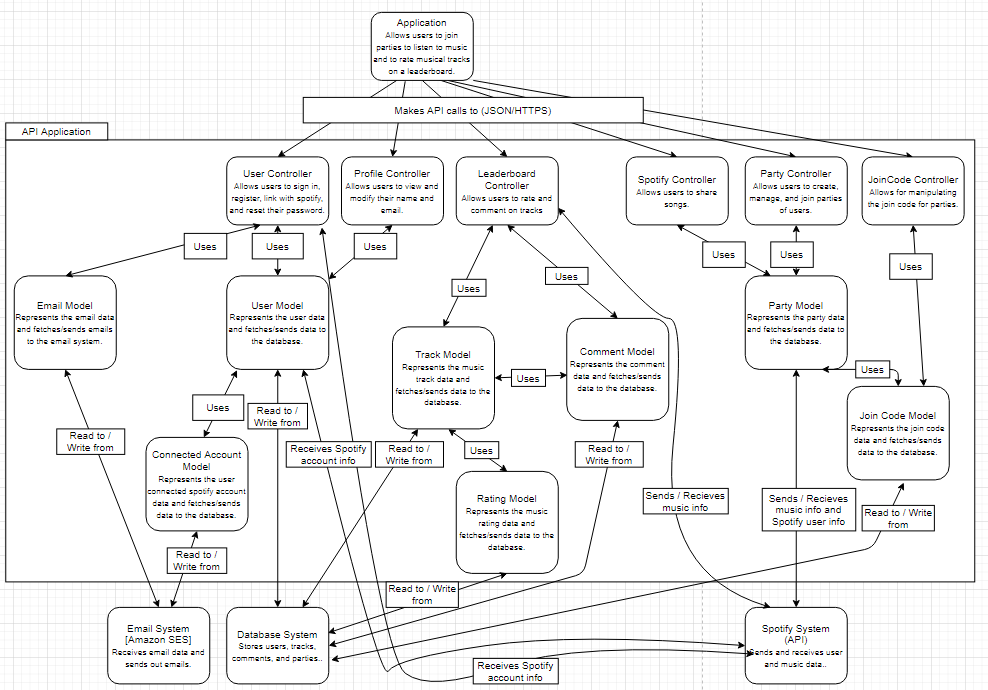 Application
Allows users to join
parties to listen to music
and to rate musical tracks
on a leaderboard.
Makes API calls to (JSON/HTTPS)
API Application
User Controller
Allows users to sign in,
register, link with spotify,
and reset their password.
Profile Controller
Allows users to view and
modify their name and
email.
Leaderboard
Controller
Allows users to rate and
comment on tracks
Spotify Controller
Allows users to share
songs.
Party Controller
Allows users to create,
manage, and join parties
of users.
JoinCode Controller
Allows for manipulating
the join code for parties.
Uses
Uses
Uses
Uses
Uses
Uses
Uses
Uses
Email Model
Represents the email data
and fetches/sends emails
to the email system.
User Model
Represents the user data
and fetches/sends data to
the database.
Track Model
Represents the music
track data and
fetches/sends data to the
database.
Uses
Comment Model
Represents the comment
data and fetches/sends
data to the database.
Party Model
Represents the party data
and fetches/sends data to
the database.
Uses
Join Code Model
Represents the join code
data and fetches/sends
data to the database.
Uses
Read to /
Write from
Read to /
Write from
Connected Account
Model
Represents the user
connected spotify account
data and fetches/sends
data to the database.
Receives Spotify
account info
Read to /
Write from
Uses
Read to /
Write from
Rating Model
Represents the music
rating data and
fetches/sends data to the
database.
Sends / Recieves
music info
Sends / Recieves
music info and
Spotify user info
Read to / Write
from
Read to /
Write from
Read to / Write
from
Email System
[Amazon SES]
Receives email data and
sends out emails.
Database System
Stores users, tracks,
comments, and parties..
Receives Spotify
account info
Spotify System
(API)
Sends and receives user
and music data..